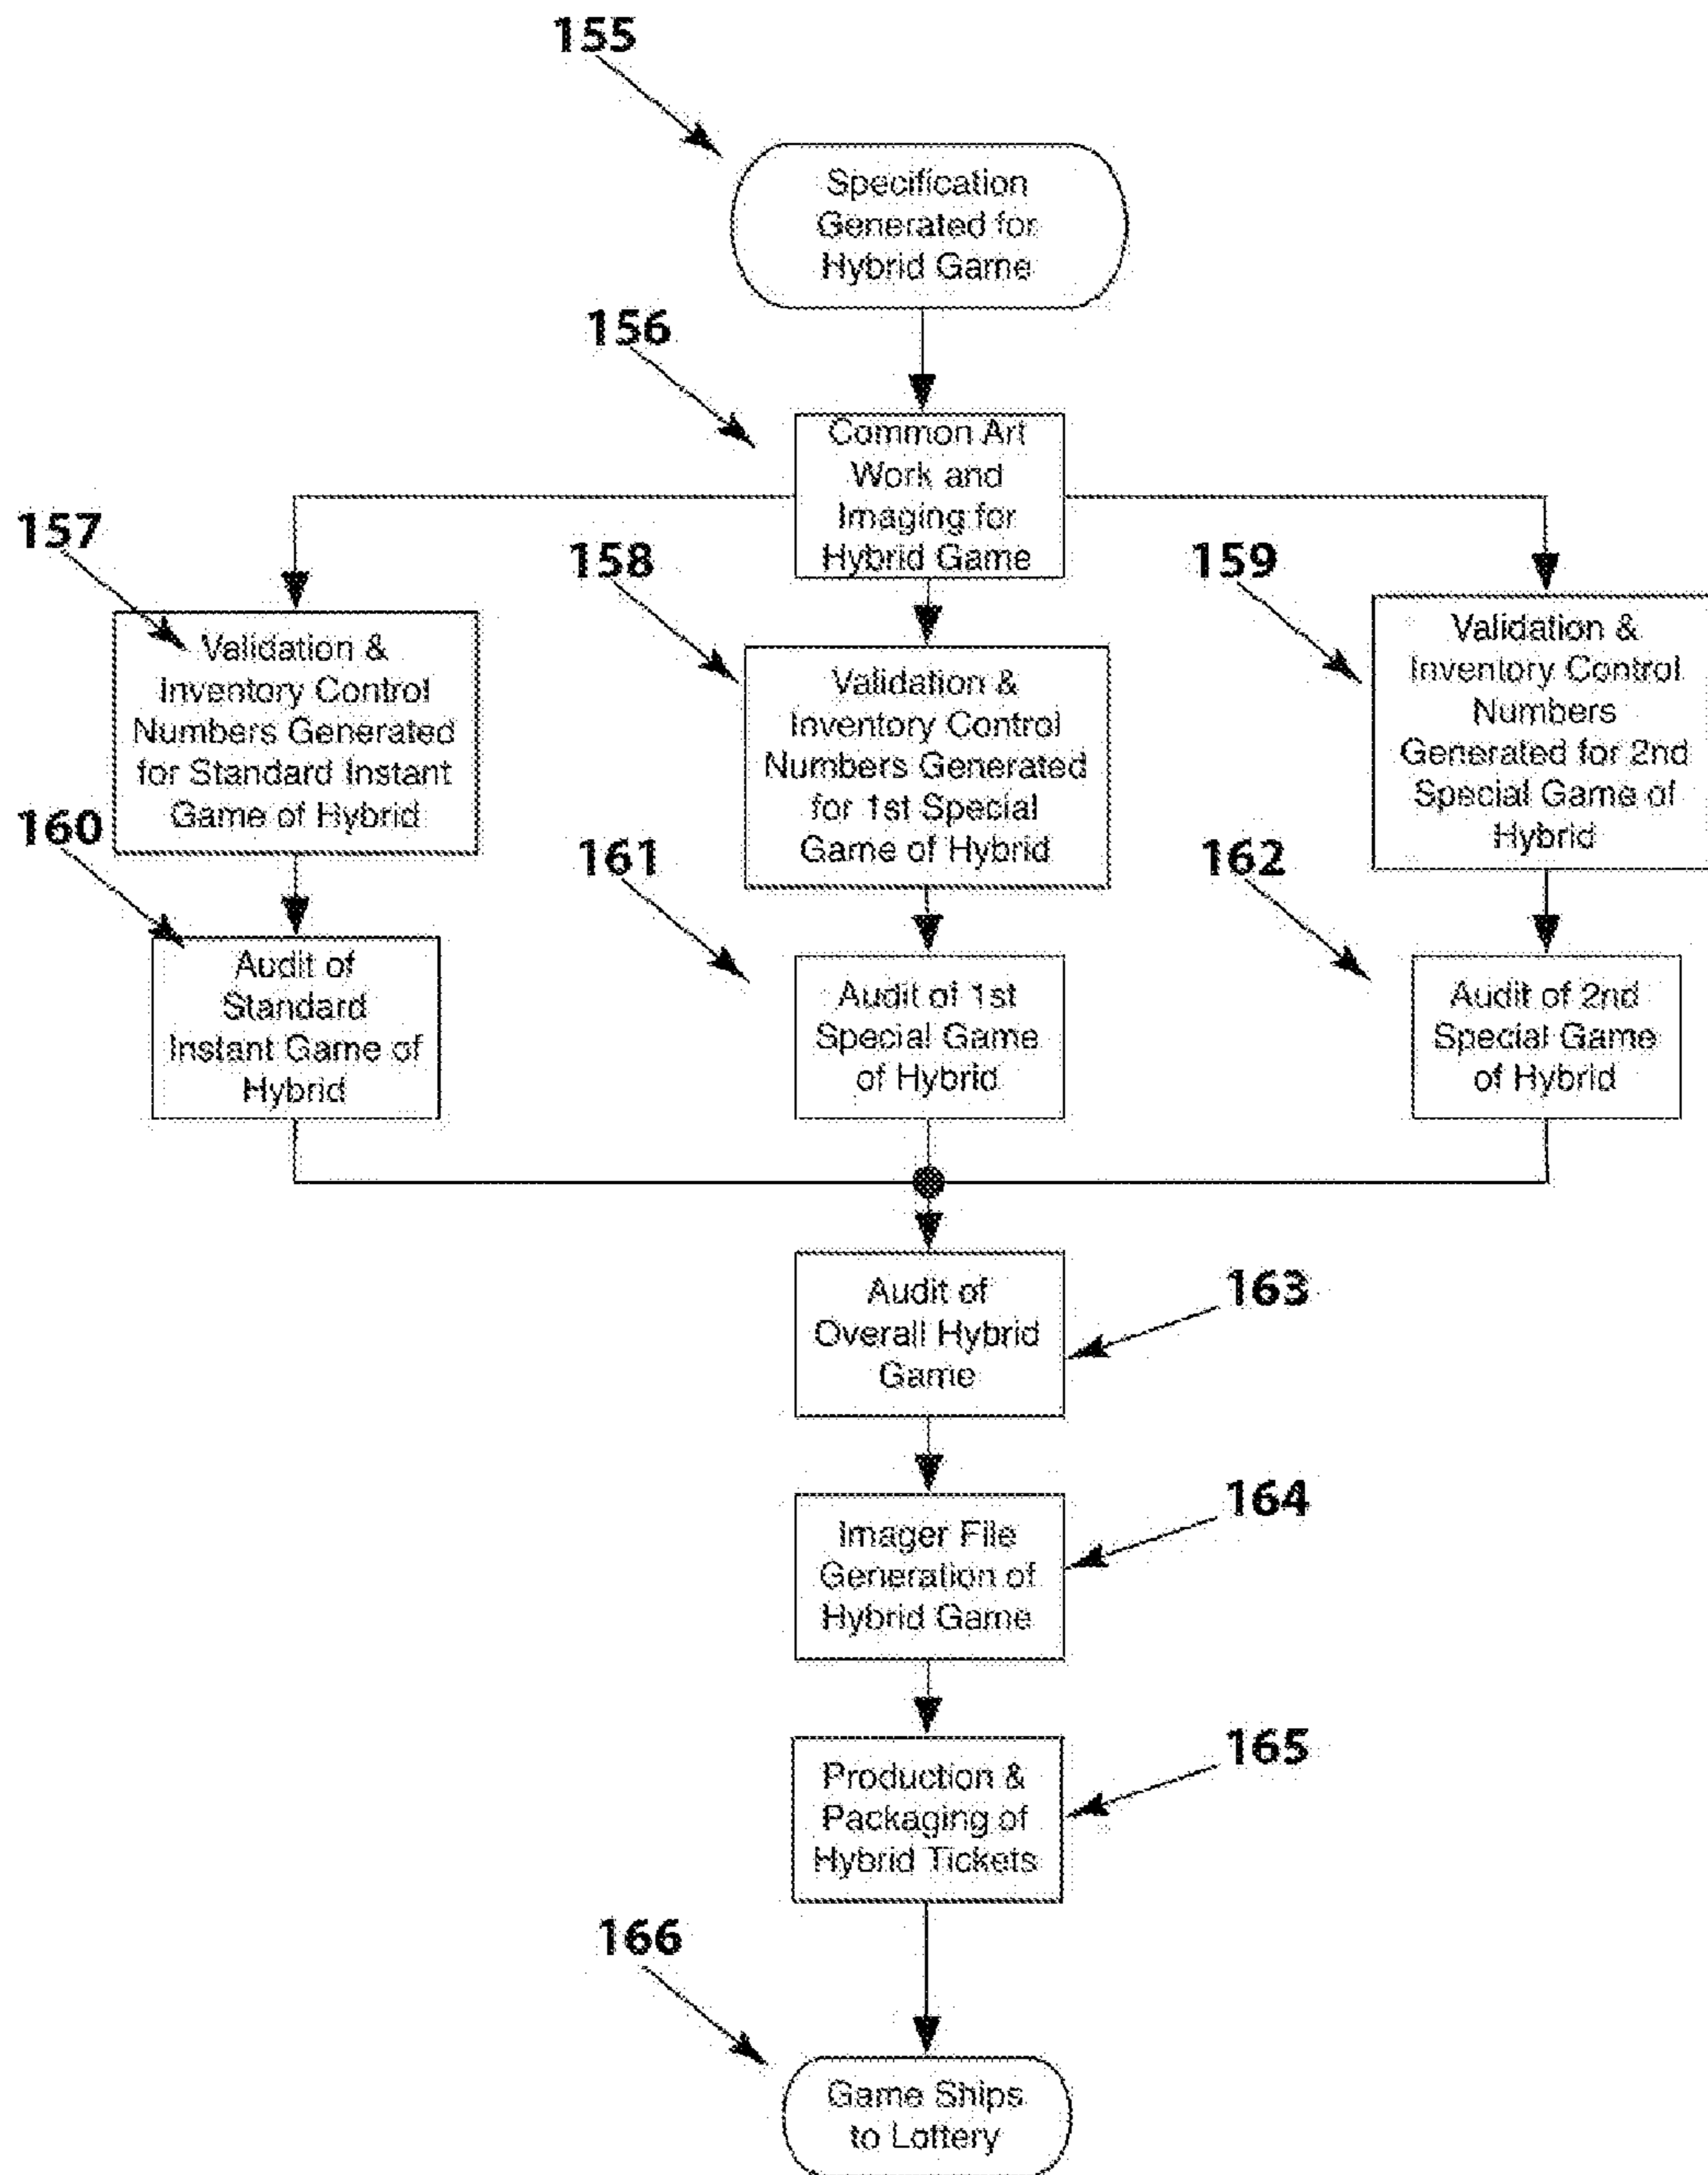 155
Specification
Generated for
Hybrid Game
156
Common Art
Work and
Imaging for
Hybrid Game
157
Validation &
Inventory Control
Numbers Generated
for Standard Instant
Game of Hybrid
158
Validation &
Inventory Control
Numbers Generated
for 1st Special
Game of Hybrid
159
Validation &
Inventory Control
Numbers
Generated for 2nd
Special Game of
Hybrid
160
Audit of
Standard
Instant Game of
Hybrid
161
Audit of 1st
Special Game
of Hybrid
162
Audit of 2nd
Special Game
of Hybrid
Audit of
Overall Hybrid
Game
163
Imager File
Generation of
Hybrid Game
164
Production &
Packaging of
Hybrid Tickets
165
166
Game Ships
to Lottery